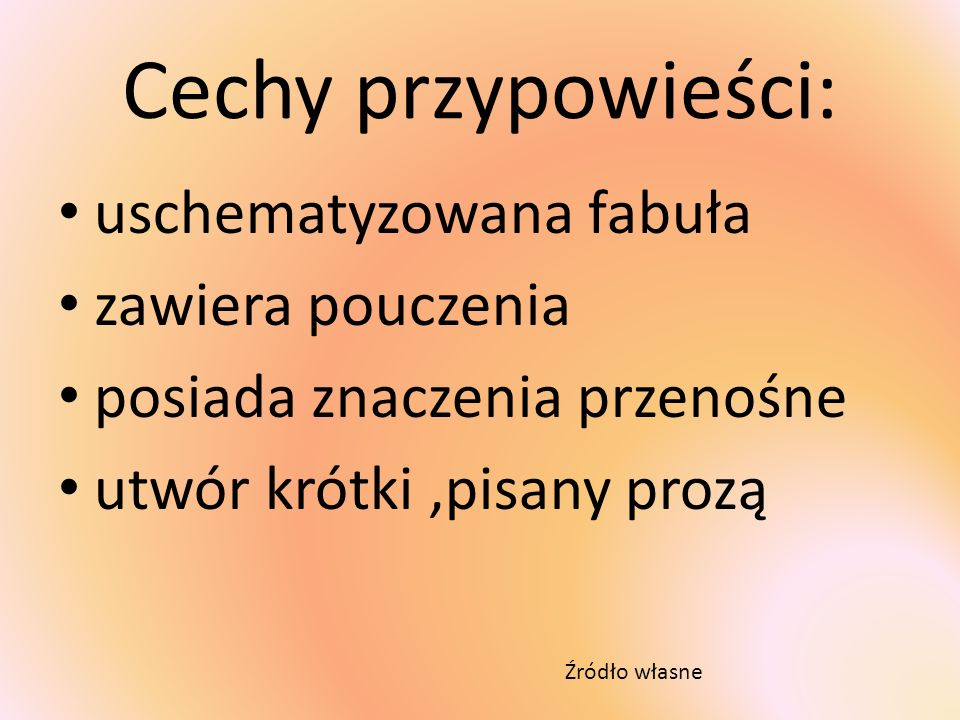 Cechy przypowieści:
• uschematyzowana fabuła
• zawiera pouczenia
• posiada znaczenia przenośne
• utwór krótki ,pisany prozą
Źródło własne